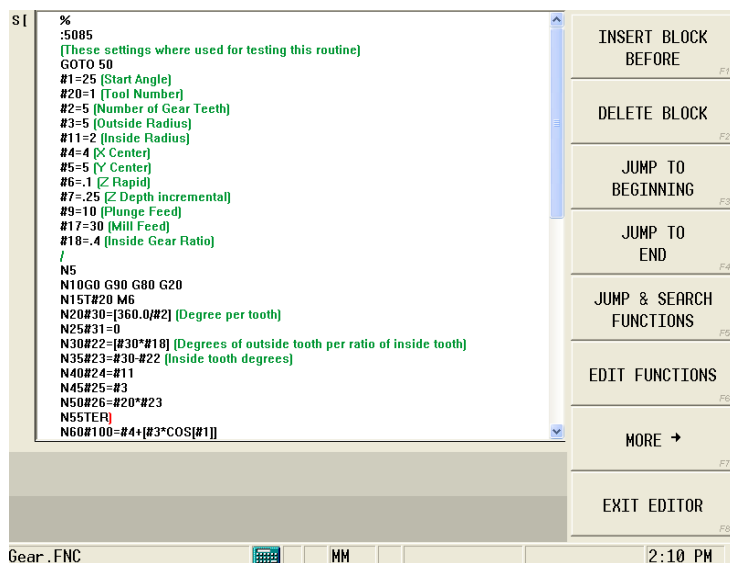 S[
%
:5085
(These settings where used for testing this routine)
GOTO 50
#1=25 (Start Angle)
#20=1 (Tool Number)
#2=5 (Number of Gear Teeth)
#3=5 (Outside Radius)
#11=2 (Inside Radius)
#4=4 (X Center)
#5=5 (Y Center)
#6=.1 (Z Rapid)
#7=.25 (Z Depth incremental)
#9=10 (Plunge Feed)
#17=30 (Mill Feed)
#18=.4 (Inside Gear Ratio)
/
N5
N10G0 G90 G80 G20
N15T#20 M6
N20#30=[360.0/#2] (Degree per tooth)
N25#31=0
N30#22=[#30*#18] (Degrees of outside tooth per ratio of inside tooth)
N35#23=#30-#22 (Inside tooth degrees)
N40#24=#11
N45#25=#3
N50#26=#20*#23
N55TER)
N60#100=#4+[#3*COS[#1]]
INSERT BLOCK
BEFORE
F1
DELETE BLOCK
F2
JUMP TO
BEGINNING
F3
JUMP TO
END
F4
JUMP & SEARCH
FUNCTIONS
F5
EDIT FUNCTIONS
F6
MORE →
F7
EXIT EDITOR
F8
Gear.FNC
MM
2:10 PM